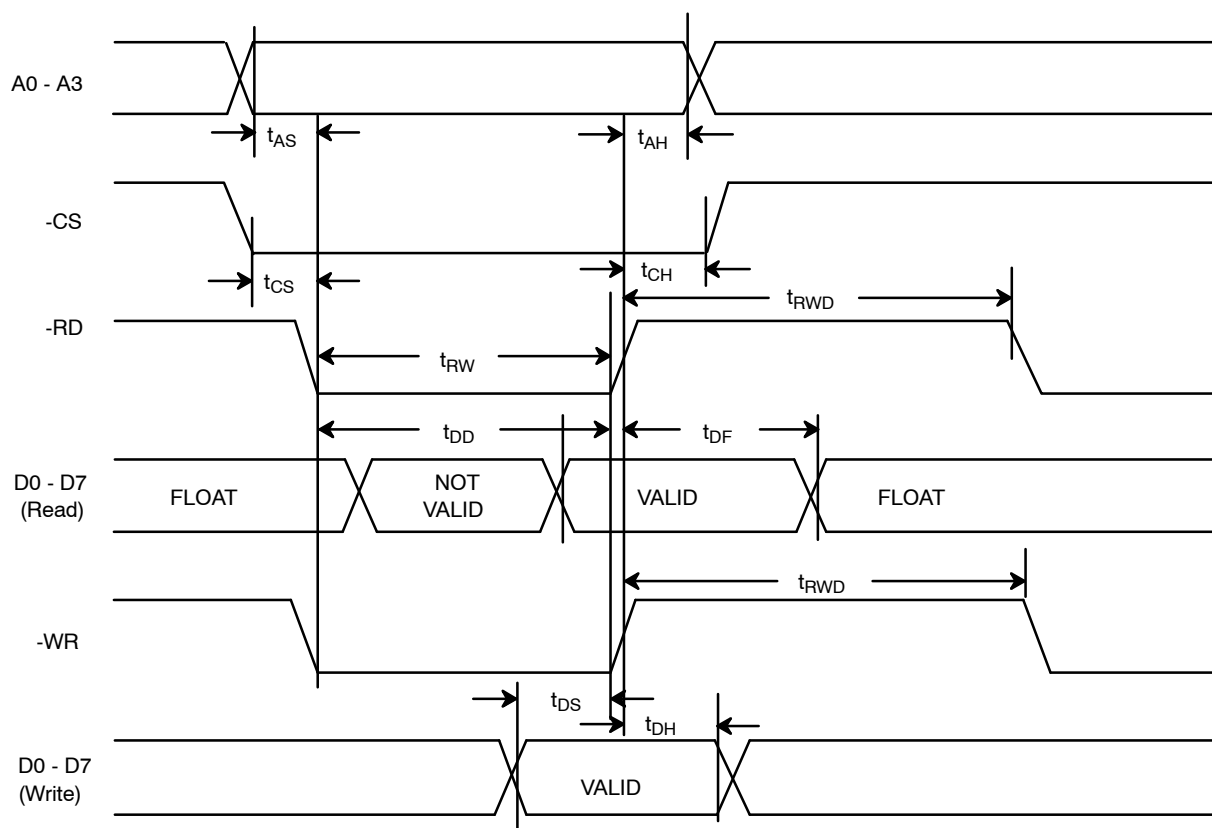 A0 - A3
tAS
tAH
-CS
tCS
tCH
tRWD
-RD
tRW
tDD
tDF
D0 - D7
(Read)
FLOAT
NOT
VALID
VALID
FLOAT
tRWD
-WR
tDS
tDH
D0 - D7
(Write)
VALID